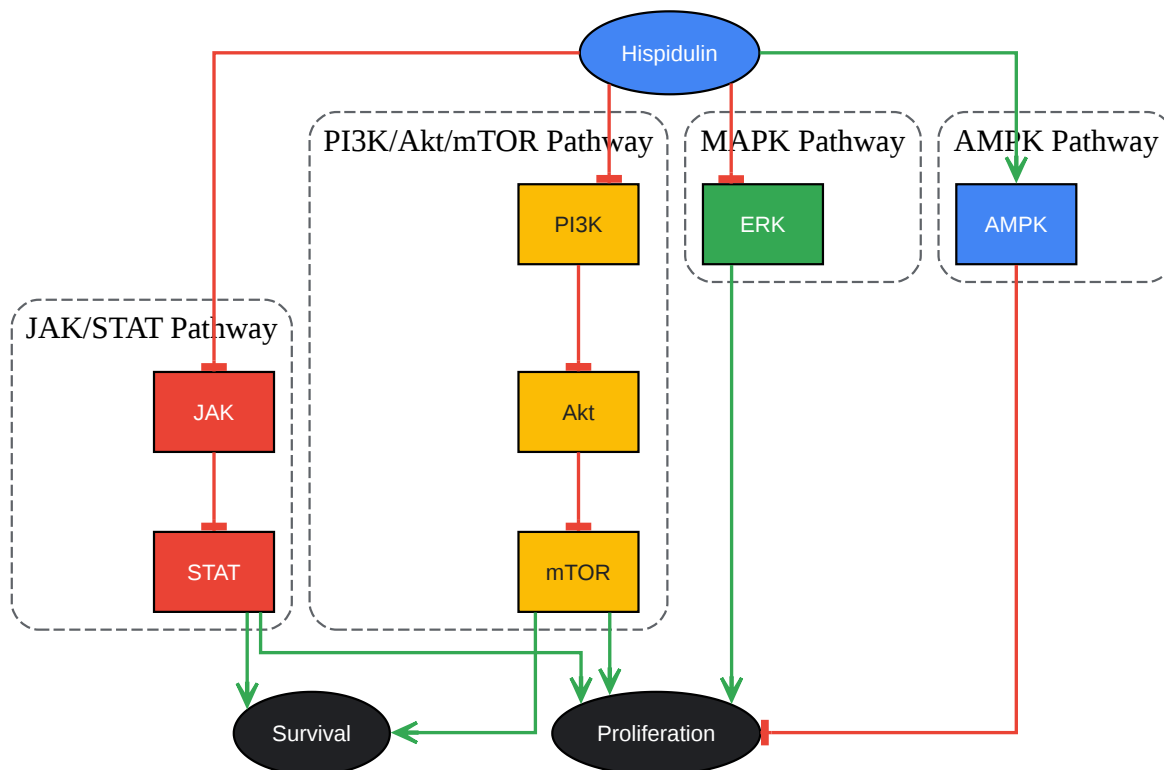 Hispidulin
PI3K/Akt/mTOR Pathway
MAPK Pathway
AMPK Pathway
PI3K
ERK
AMPK
JAK/STAT Pathway
JAK
Akt
STAT
mTOR
Survival
Proliferation